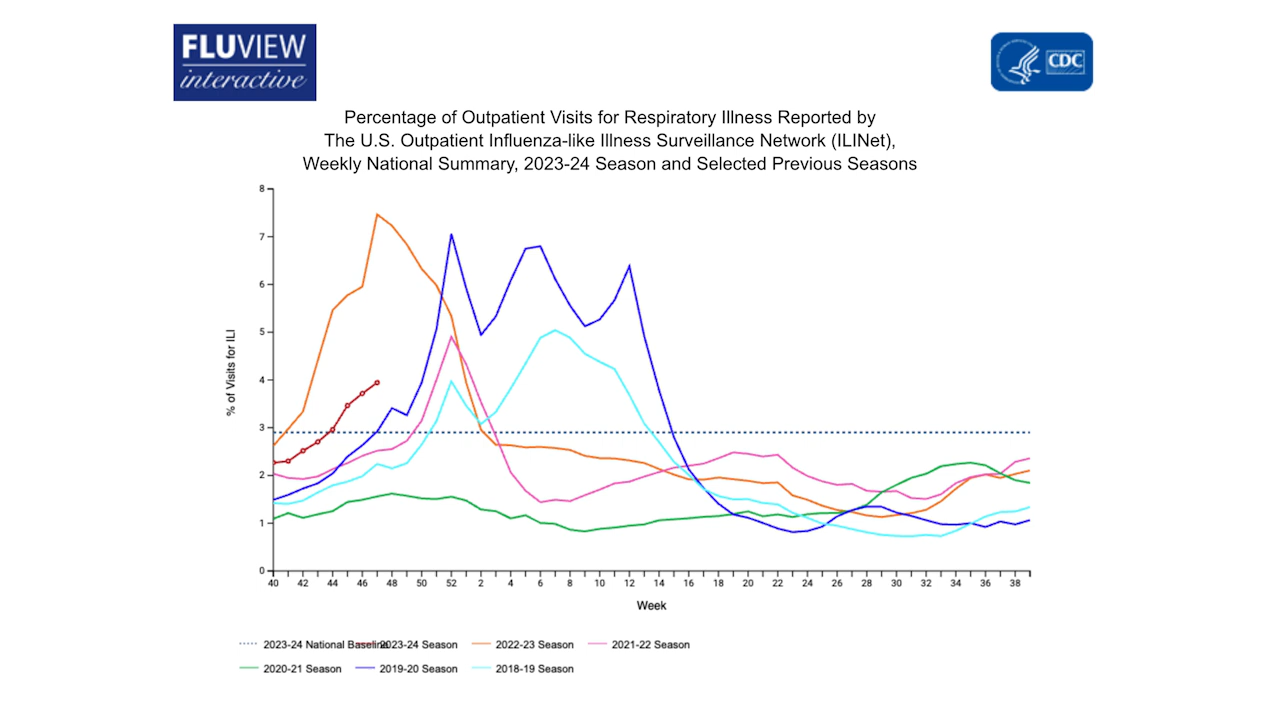 FLUVIEW
interactive
CDC
Percentage of Outpatient Visits for Respiratory Illness Reported by
The U.S. Outpatient Influenza-like Illness Surveillance Network (ILINet),
Weekly National Summary, 2023-24 Season and Selected Previous Seasons
% of Visits for ILI
8
7
6
5
4
3
2
1
0
40 42 44 46 48 50 52 2 4 6 8 10 12 14 16 18 20 22 24 26 28 30 32 34 36 38
Week
2023-24 National Baseline 2023-24 Season 2022-23 Season 2021-22 Season
2020-21 Season 2019-20 Season 2018-19 Season